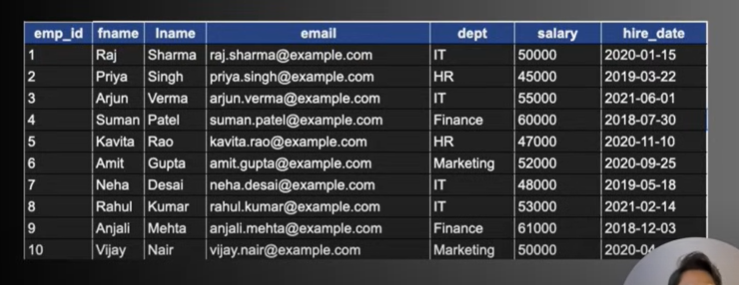 emp_id fname lname email dept salary hire_date
1 Raj Sharma raj.sharma@example.com IT 50000 2020-01-15
2 Priya Singh priya.singh@example.com HR 45000 2019-03-22
3 Arjun Verma arjun.verma@example.com IT 55000 2021-06-01
4 Suman Patel suman.patel@example.com Finance 60000 2018-07-30
5 Kavita Rao kavita.rao@example.com HR 47000 2020-11-10
6 Amit Gupta amit.gupta@example.com Marketing 52000 2020-09-25
7 Neha Desai neha.desai@example.com IT 48000 2019-05-18
8 Rahul Kumar rahul.kumar@example.com IT 53000 2021-02-14
9 Anjali Mehta anjali.mehta@example.com Finance 61000 2018-12-03
10 Vijay Nair vijay.nair@example.com Marketing 50000 2020-04